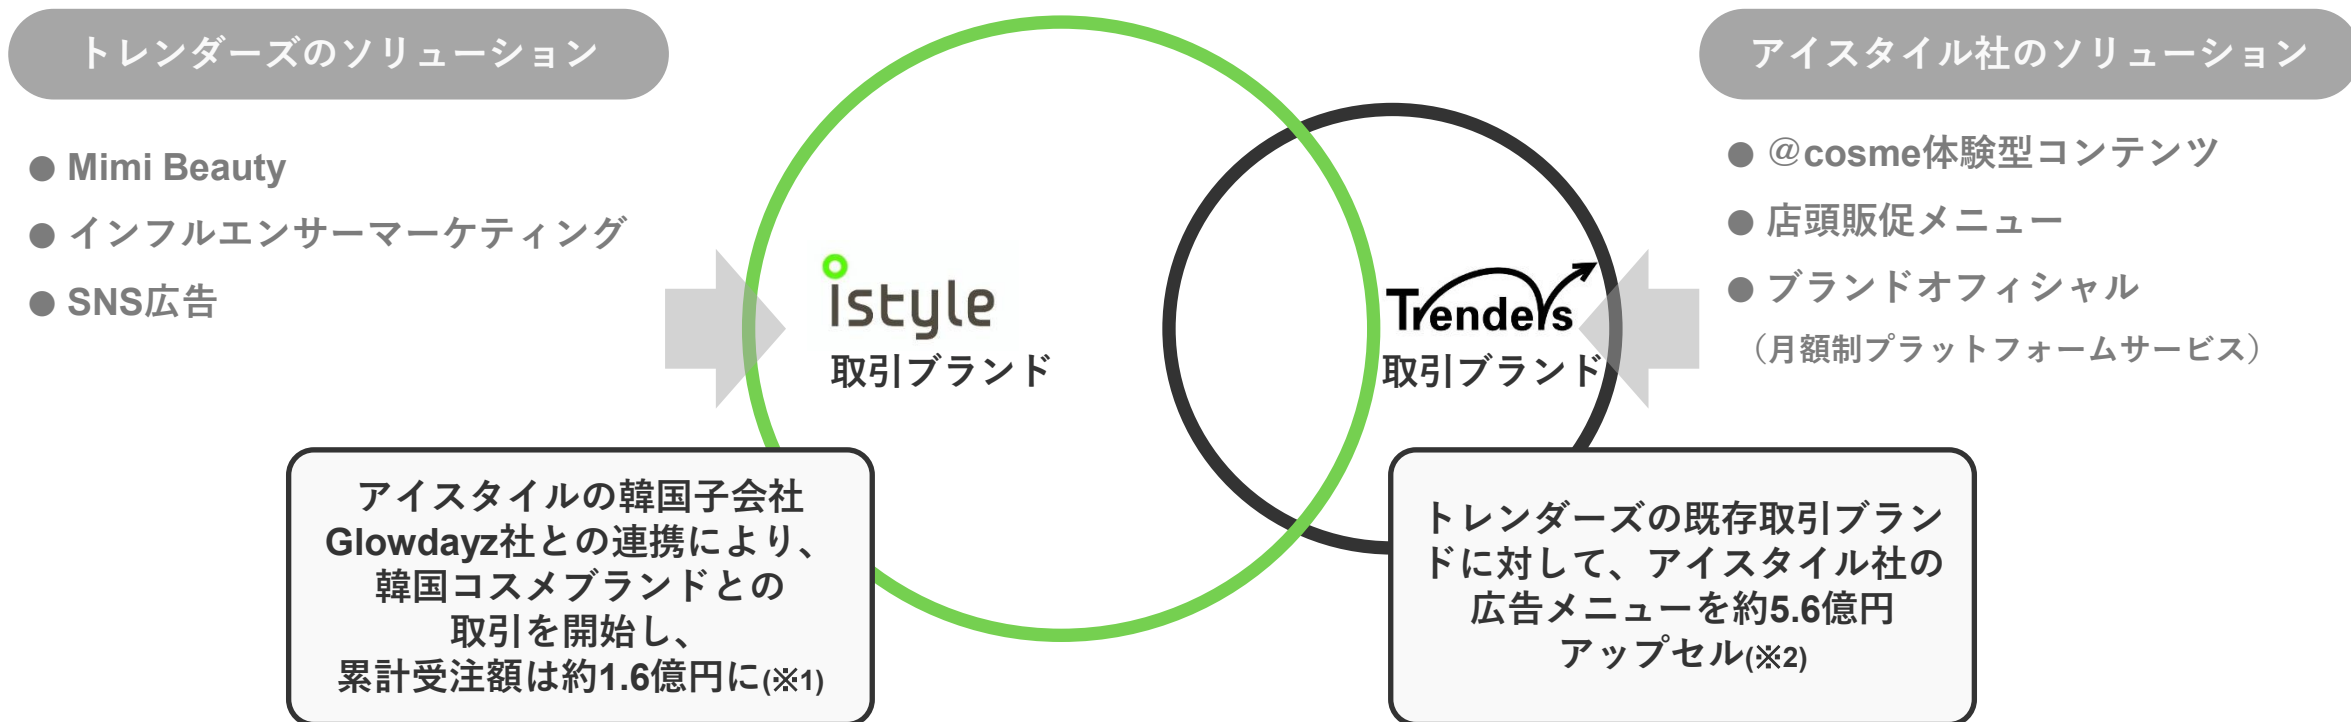 トレンダーズのソリューション
● Mimi Beauty
● インフルエンサーマーケティング
● SNS広告
istyle
取引ブランド
Trenders
取引ブランド
アイスタイル社のソリューション
● @cosme体験型コンテンツ
● 店頭販促メニュー
● ブランドオフィシャル
（月額制プラットフォームサービス）
アイスタイルの韓国子会社
Glowdayz社との連携により、
韓国コスメブランドとの
取引を開始し、
累計受注額は約1.6億円に(※1)
トレンダーズの既存取引ブラン
ドに対して、アイスタイル社の
広告メニューを約5.6億円
アップセル(※2)